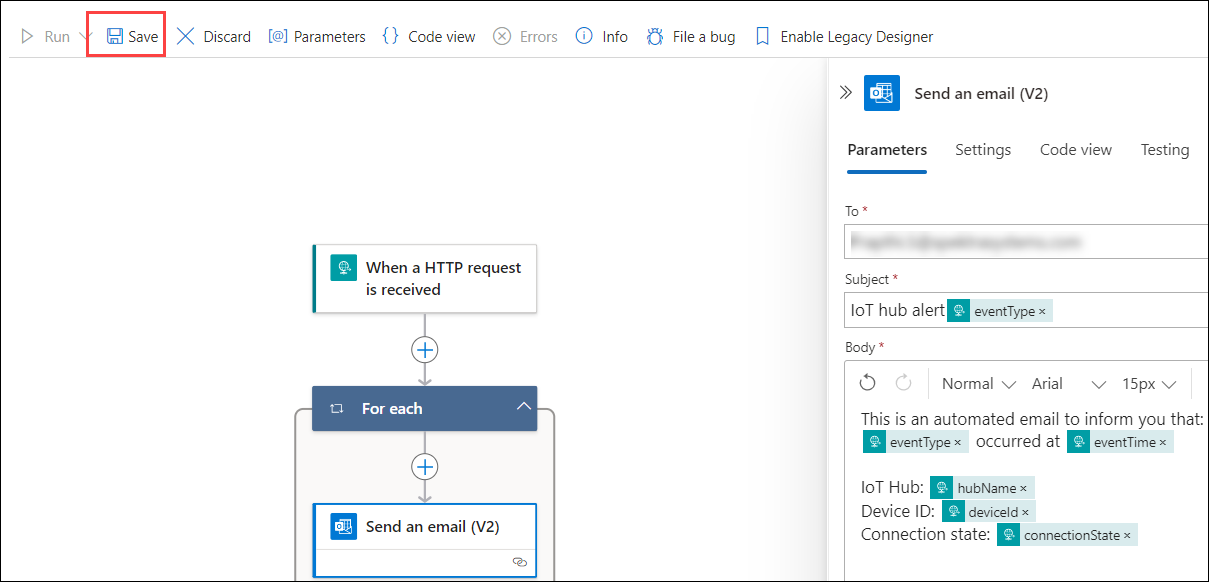 Run Save Discard Parameters Code view Errors Info File a bug Enable Legacy Designer
Send an email (V2)
Parameters Settings Code view Testing
To *
Subject *
IoT hub alert eventType ×
Body *
Normal Arial 15px
This is an automated email to inform you that:
eventType × occurred at eventTime ×
IoT Hub: hubName ×
Device ID: deviceId ×
Connection state: connectionState ×
When a HTTP request
is received
For each
Send an email (V2)